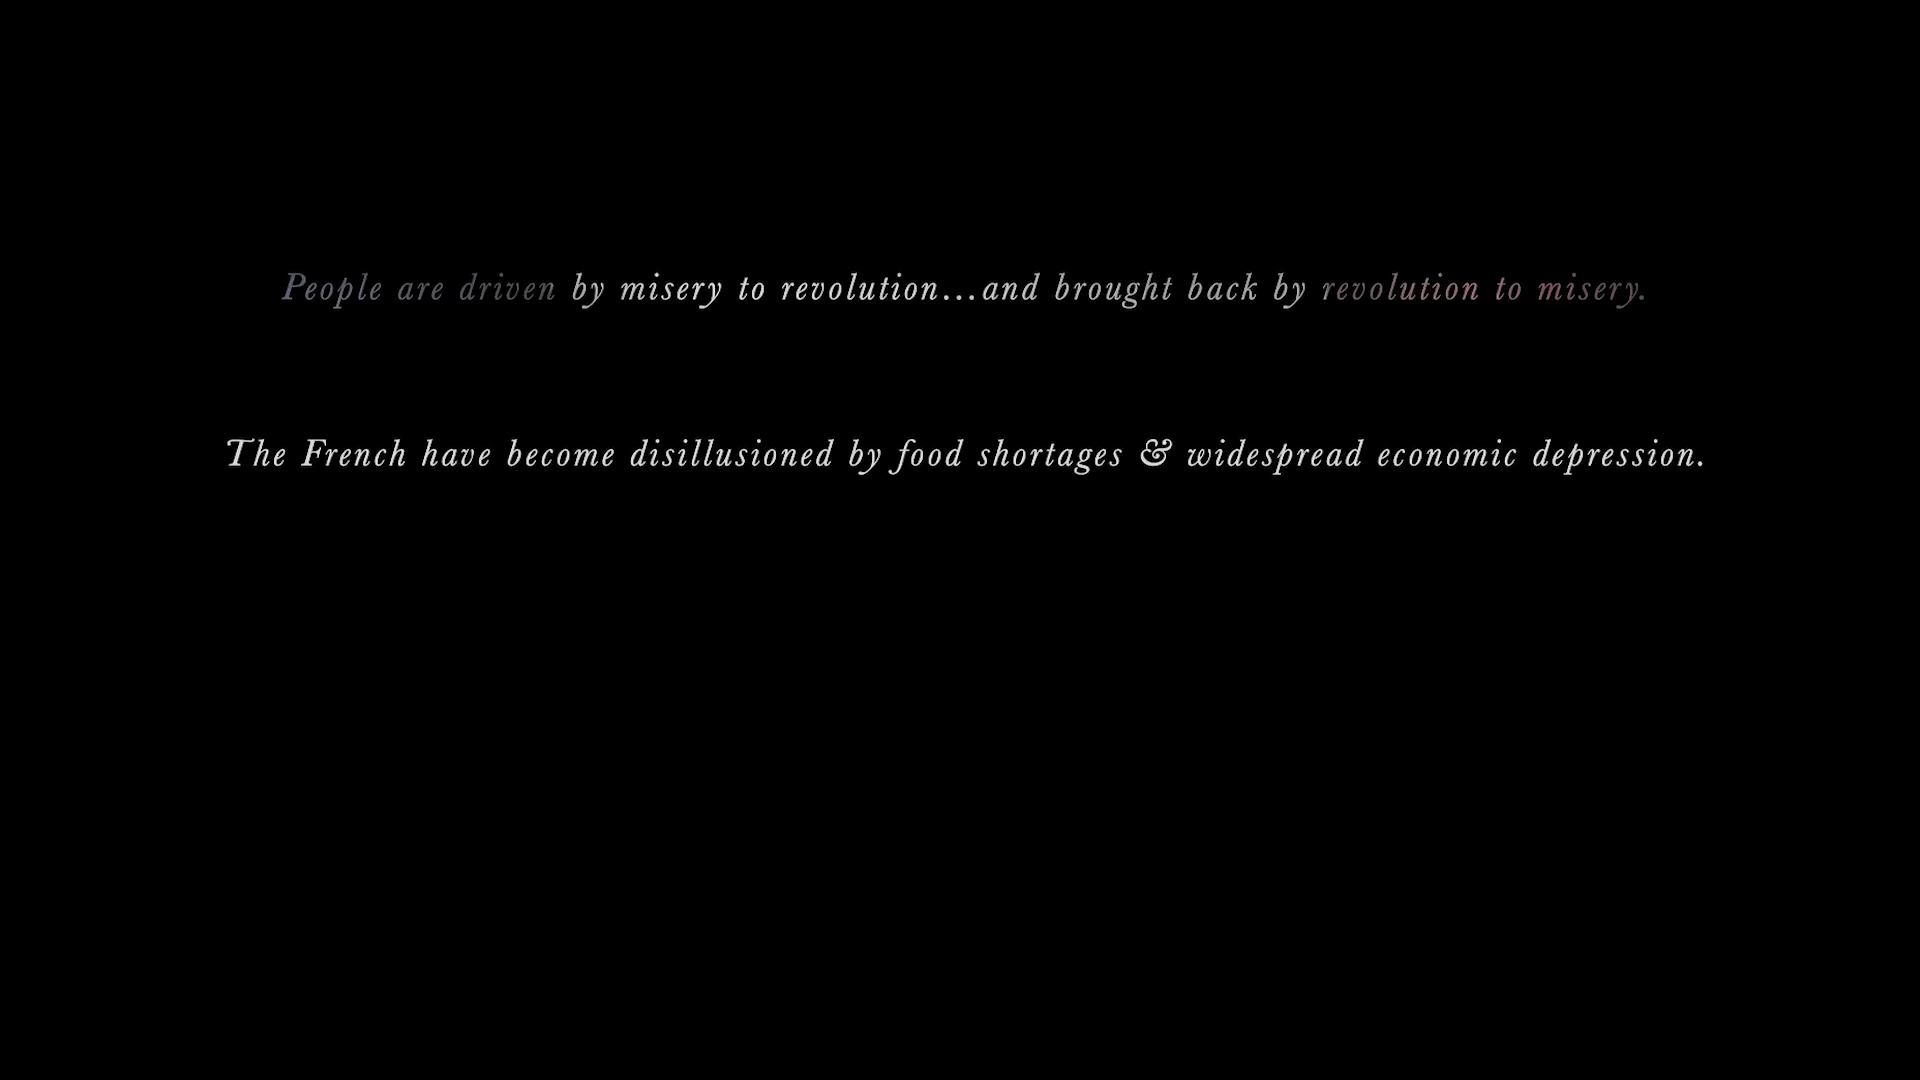 People are driven by misery to revolution...and brought back by revolution to misery.
The French have become disillusioned by food shortages & widespread economic depression.